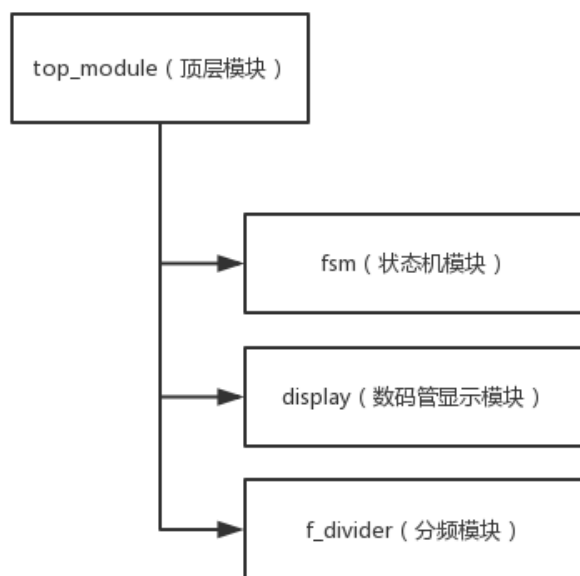 top_module（顶层模块）
fsm（状态机模块）
display（数码管显示模块）
f_divider（分频模块）